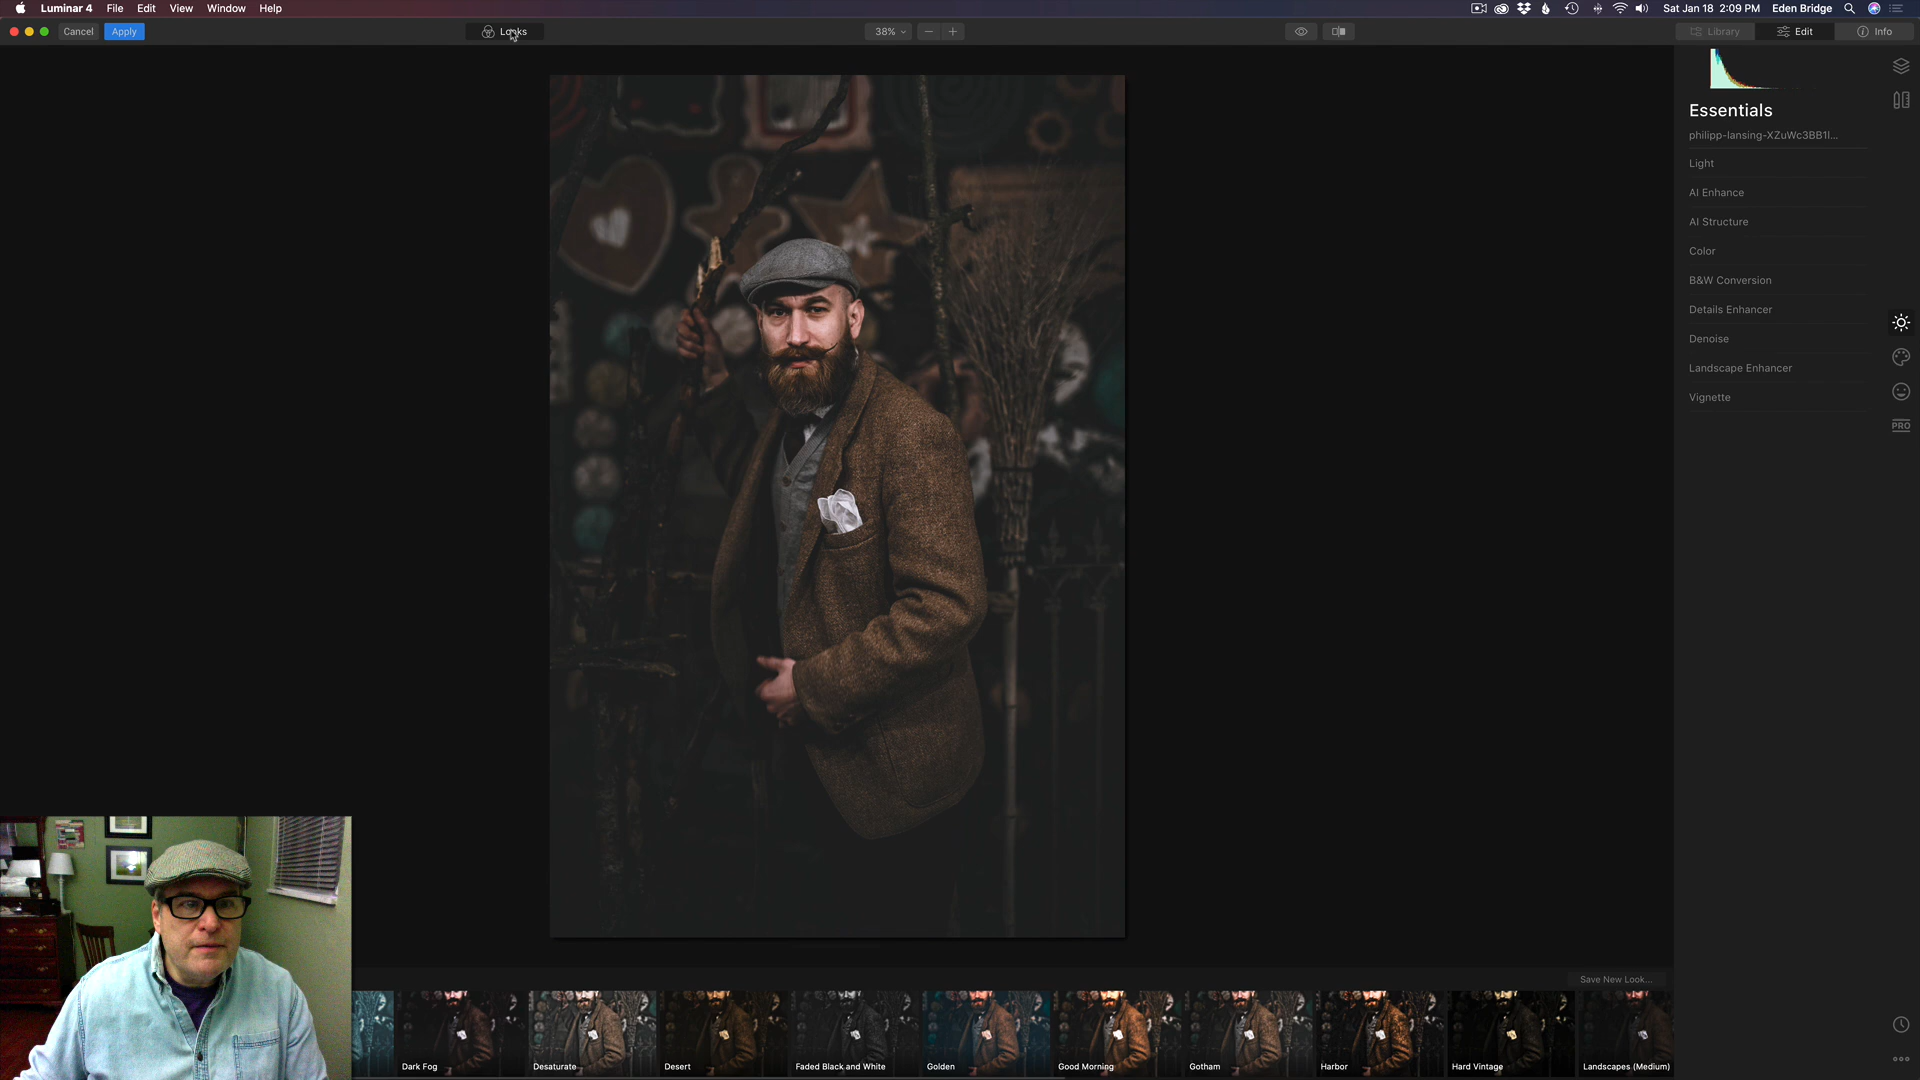 Luminar 4 File Edit View Window Help Sat Jan 18 2:09 PM Eden Bridge
Cancel Apply Looks 38% Library Edit Info
Essentials
philipp-lansing-XZuWc3BB1I...
Light
AI Enhance
AI Structure
Color
B&W Conversion
Details Enhancer
Denoise
Landscape Enhancer
Vignette
PRO
Save New Look...
Dark Fog Desaturate Desert Faded Black and White Golden Good Morning Gotham Harbor Hard Vintage Landscapes (Medium)